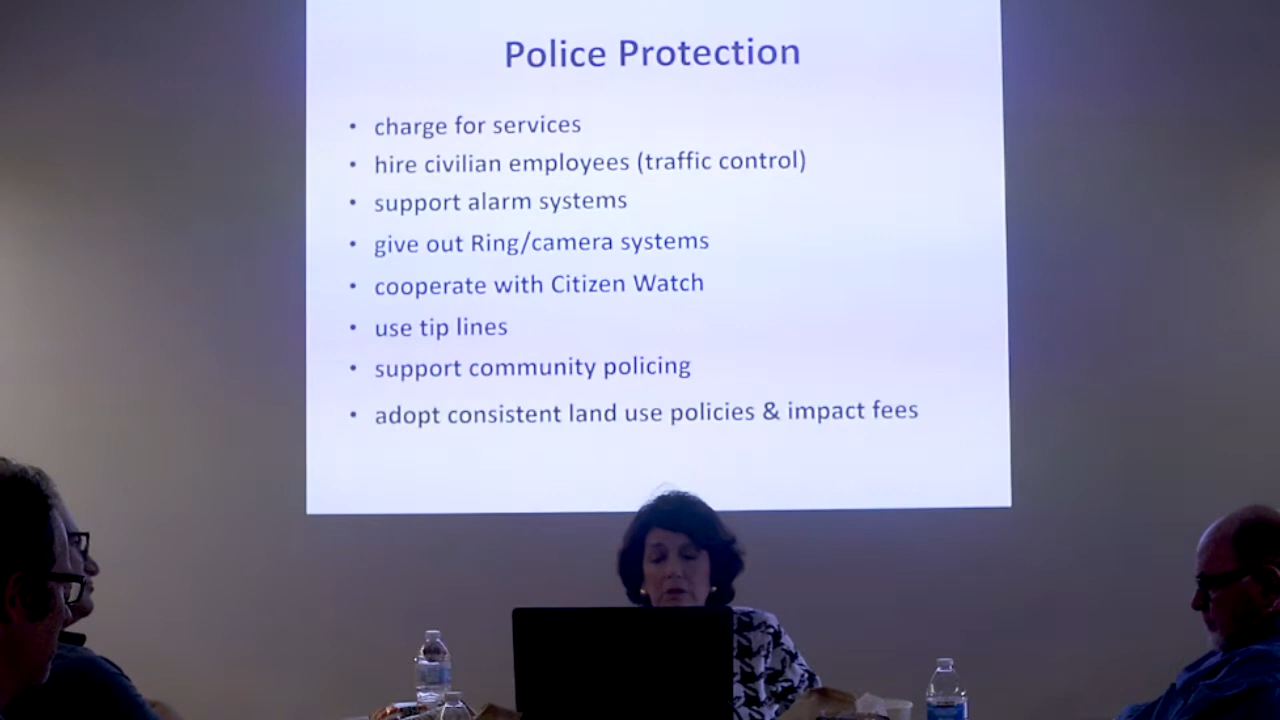 Police Protection
• charge for services
• hire civilian employees (traffic control)
• support alarm systems
• give out Ring/camera systems
• cooperate with Citizen Watch
• use tip lines
• support community policing
• adopt consistent land use policies & impact fees